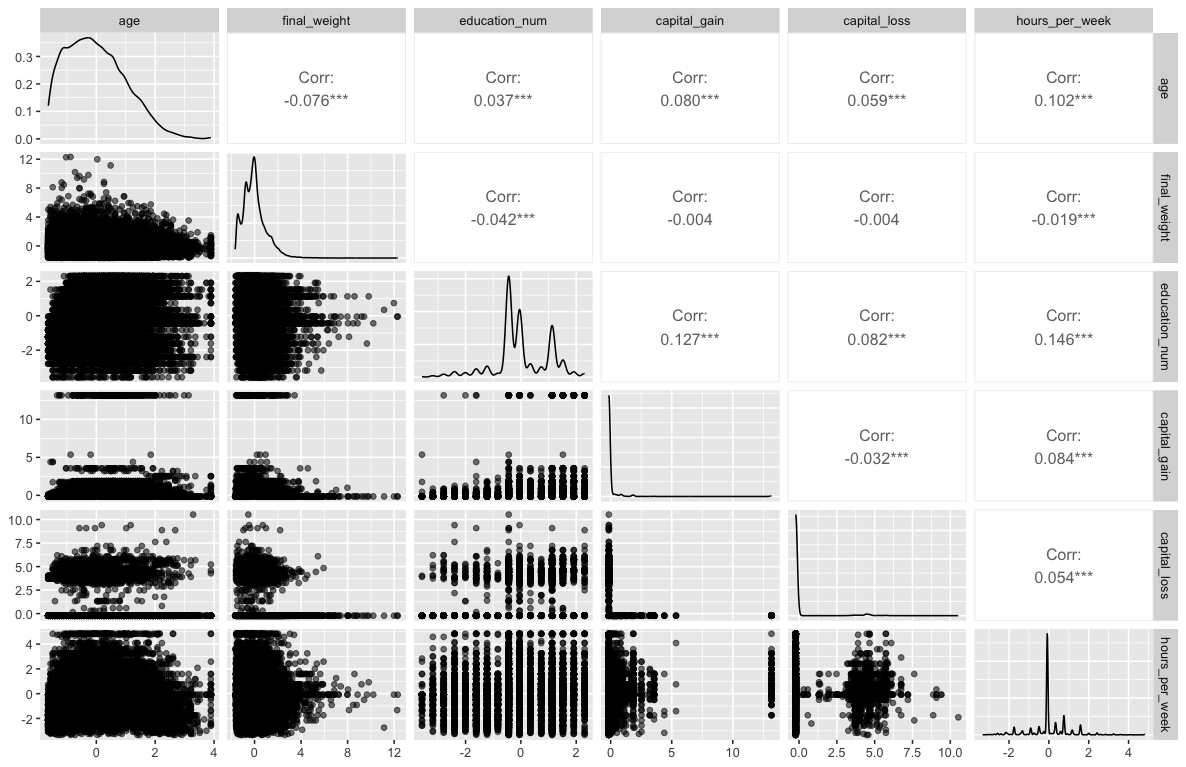 age final_weight education_num capital_gain capital_loss hours_per_week
0.3
0.2
0.1
0.0
Corr:
-0.076***
Corr:
0.037***
Corr:
0.080***
Corr:
0.059***
Corr:
0.102***
age
12
8
4
0
Corr:
-0.042***
Corr:
-0.004
Corr:
-0.004
Corr:
-0.019***
final_weight
2
0
-2
Corr:
0.127***
Corr:
0.082***
Corr:
0.146***
education_num
10
5
0
Corr:
-0.032***
Corr:
0.084***
capital_gain
10.0
7.5
5.0
2.5
0.0
Corr:
0.054***
capital_loss
4
2
0
-2
hours_per_week
0 2 4 0 4 8 12 -2 0 2 0 5 10 0.0 2.5 5.0 7.5 10.0 -2 0 2 4